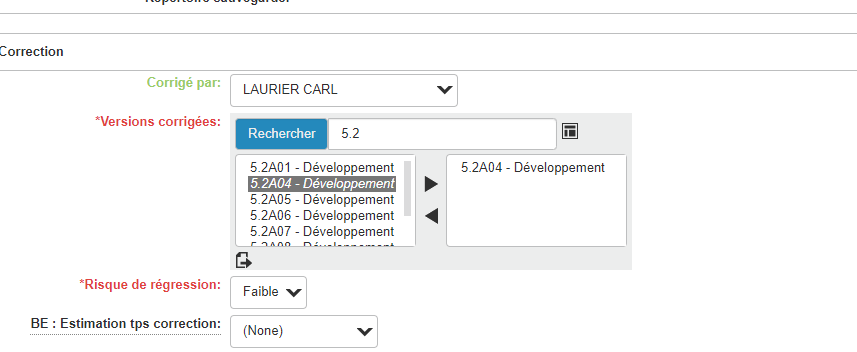 Répertoire sauvegarder
Correction
Corrigé par:
LAURIER CARL
*Versions corrigées:
Rechercher
5.2
5.2A01 - Développement
5.2A04 - Développement
5.2A05 - Développement
5.2A06 - Développement
5.2A07 - Développement
5.2A08 - Développement
5.2A04 - Développement
*Risque de régression:
Faible
BE : Estimation tps correction:
(None)